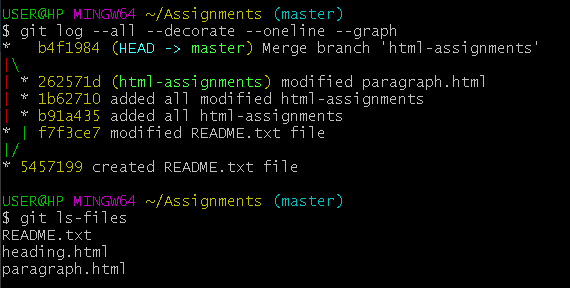 USER@HP MINGW64 ~/Assignments (master)
$ git log --all --decorate --oneline --graph
*   b4f1984 (HEAD -> master) Merge branch 'html-assignments'
|\
| * 262571d (html-assignments) modified paragraph.html
| * 1b62710 added all modified html-assignments
| * b91a435 added all html-assignments
* | f7f3ce7 modified README.txt file
|/
* 5457199 created README.txt file
USER@HP MINGW64 ~/Assignments (master)
$ git ls-files
README.txt
heading.html
paragraph.html